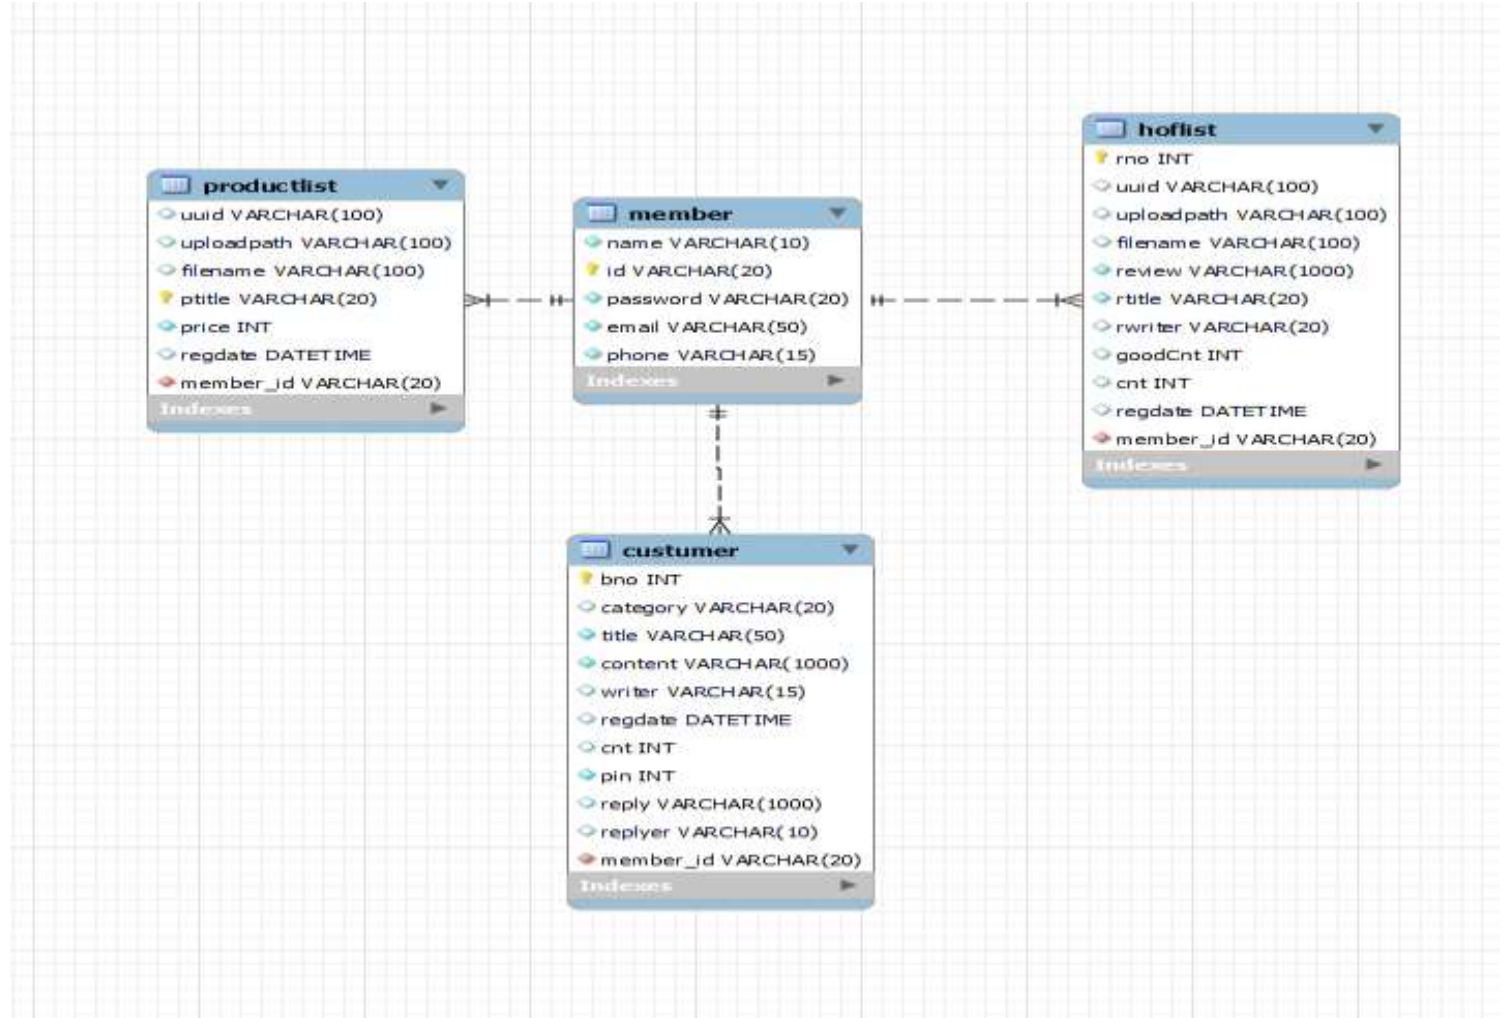 productlist
uuid VARCHAR(100)
uploadpath VARCHAR(100)
filename VARCHAR(100)
ptitle VARCHAR(20)
price INT
regdate DATETIME
member_id VARCHAR(20)
Indexes
member
name VARCHAR(10)
id VARCHAR(20)
password VARCHAR(20)
email VARCHAR(50)
phone VARCHAR(15)
Indexes
hoflist
rno INT
uuid VARCHAR(100)
uploadpath VARCHAR(100)
filename VARCHAR(100)
review VARCHAR(1000)
rtitle VARCHAR(20)
rwriter VARCHAR(20)
goodCnt INT
cnt INT
regdate DATETIME
member_id VARCHAR(20)
Indexes
custumer
bno INT
category VARCHAR(20)
title VARCHAR(50)
content VARCHAR(1000)
writer VARCHAR(15)
regdate DATETIME
cnt INT
pin INT
reply VARCHAR(1000)
replyer VARCHAR(10)
member_id VARCHAR(20)
Indexes